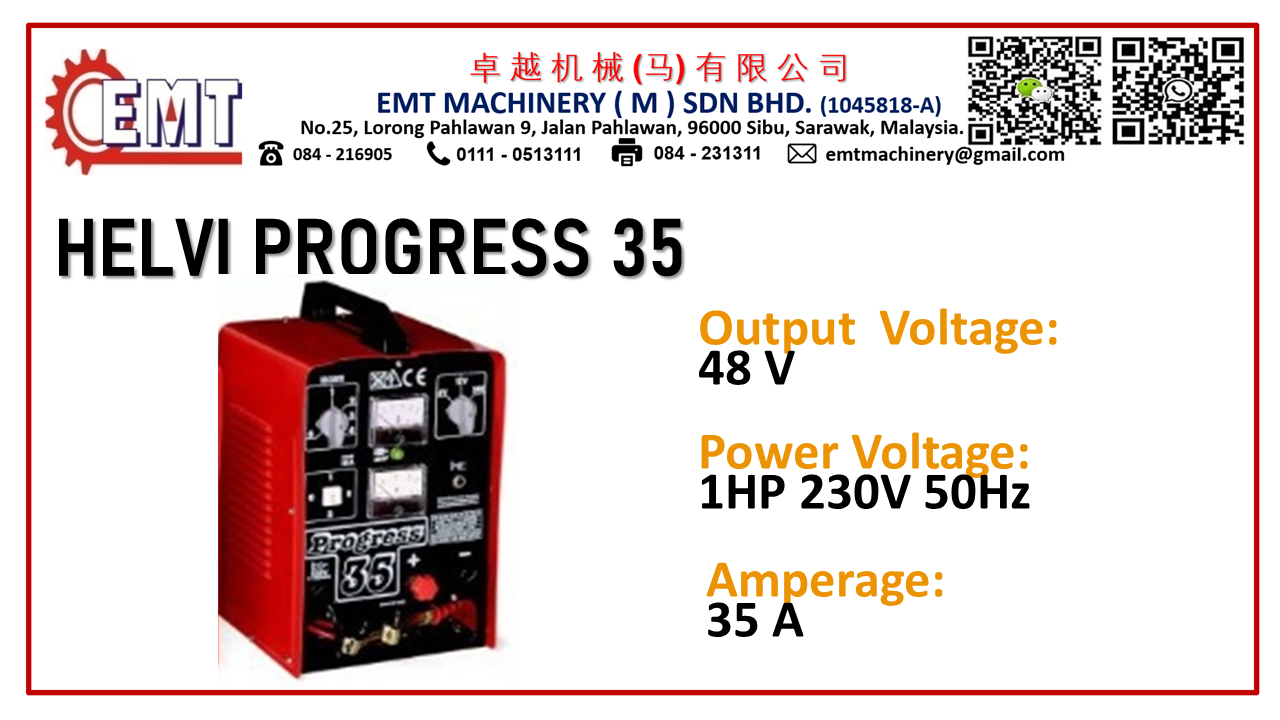 EMT
卓越机械(马)有限公司
EMT MACHINERY ( M ) SDN BHD. (1045818-A)
No.25, Lorong Pahlawan 9, Jalan Pahlawan, 96000 Sibu, Sarawak, Malaysia.
084 - 216905 0111 - 0513111 084 - 231311 emtmachinery@gmail.com
HELVI PROGRESS 35
Output Voltage:
48 V
Power Voltage:
1HP 230V 50Hz
Amperage:
35 A
CE
Progress
35
+ -